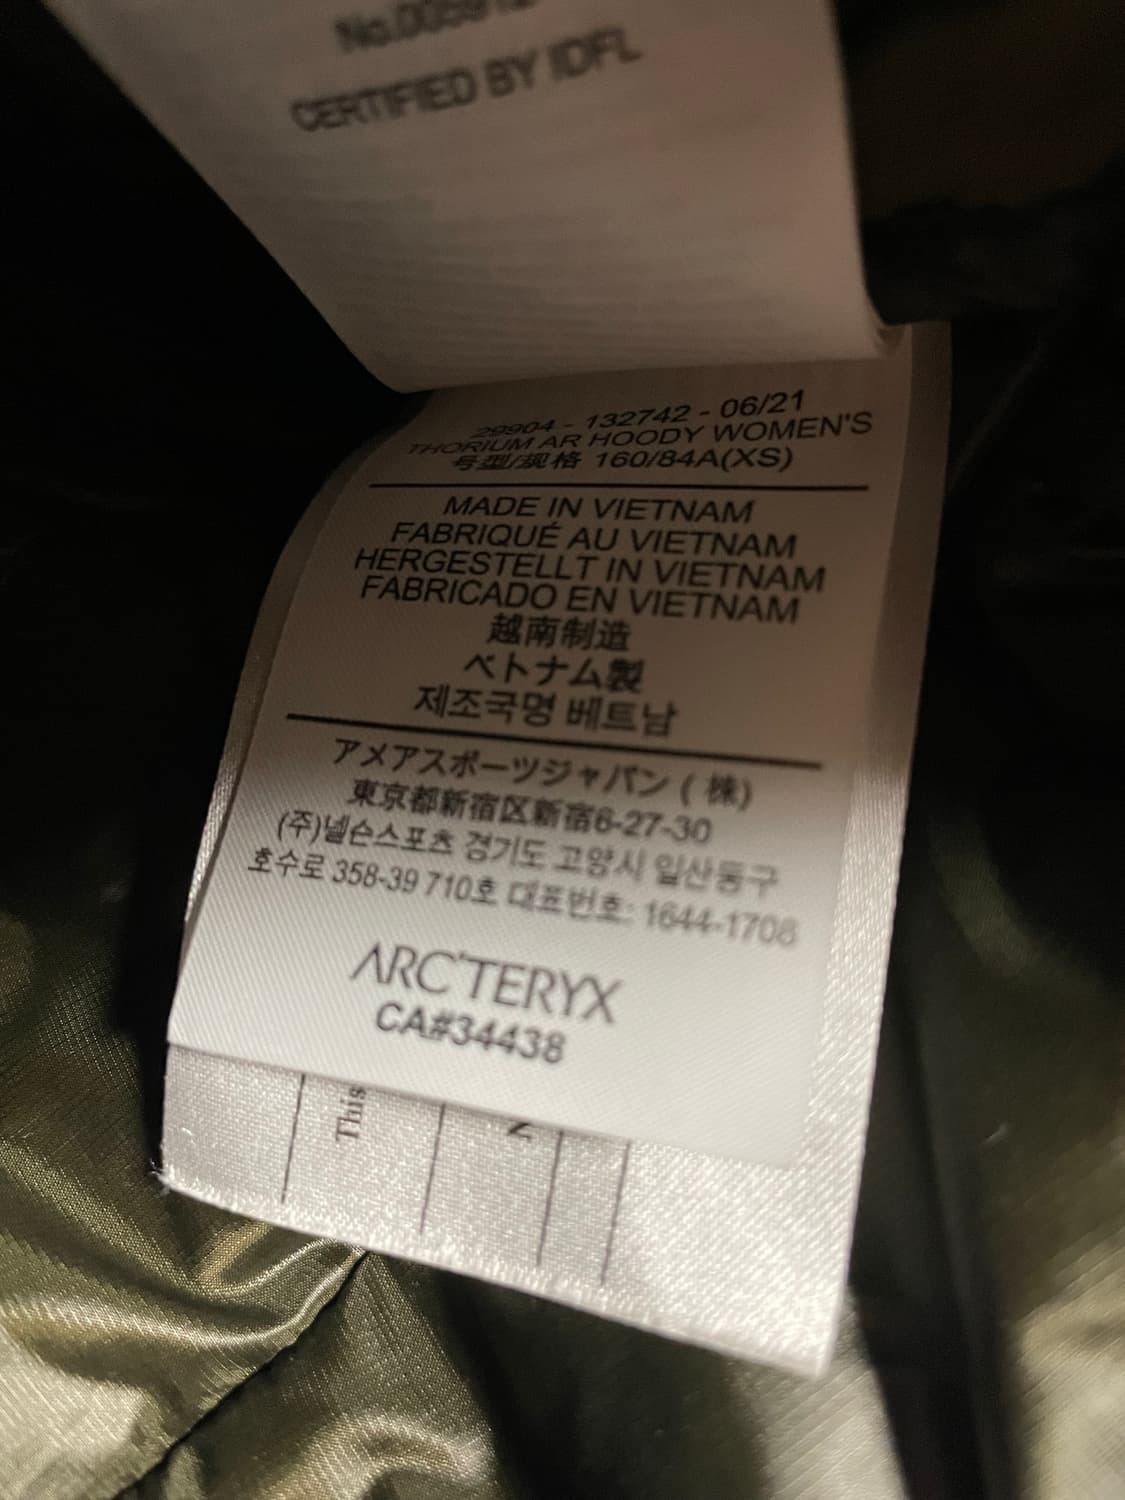 CERTIFIED BY IDFL
29904 - 132742 - 06/21
THORIUM AR HOODY WOMEN'S
号型/规格 160/84A(XS)
MADE IN VIETNAM
FABRIQUÉ AU VIETNAM
HERGESTELLT IN VIETNAM
FABRICADO EN VIETNAM
越南制造
ベトナム製
제조국명 베트남
アメアスポーツジャパン ( 株)
東京都新宿区新宿6-27-30
(주)넬슨스포츠 경기도 고양시 일산동구
호수로 358-39 710호 대표번호: 1644-1708
ARC'TERYX
CA#34438
This
N